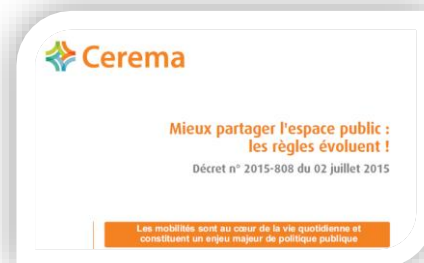 Cerema
Mieux partager l'espace public :
les règles évoluent !
Décret n° 2015-808 du 02 juillet 2015
Les mobilités sont au cœur de la vie quotidienne et
constituent un enjeu majeur de politique publique